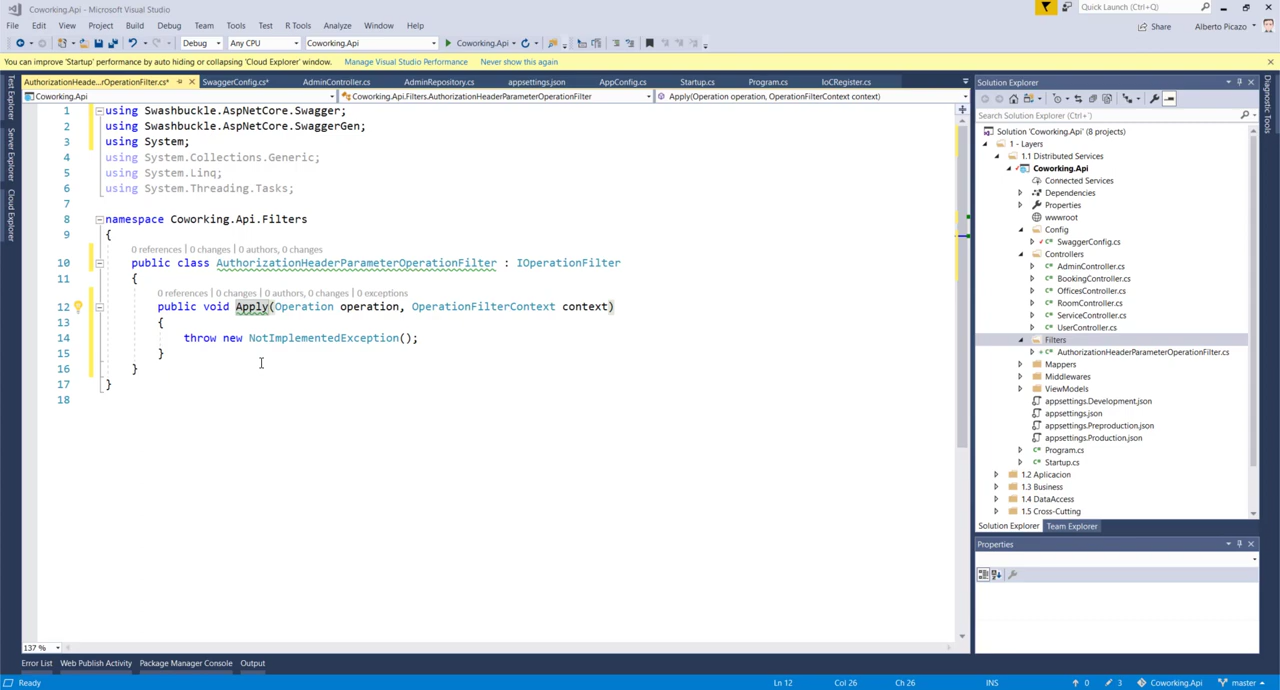 Coworking.Api - Microsoft Visual Studio
Quick Launch (Ctrl+Q)
File Edit View Project Build Debug Team Tools Test R Tools Analyze Window Help
Share Alberto Picazo
Debug Any CPU Coworking.Api Coworking.Api
You can improve 'Startup' performance by auto hiding or collapsing 'Cloud Explorer' window. Manage Visual Studio Performance Never show this again
AuthorizationHeade...rOperationFilter.cs* SwaggerConfig.cs* AdminController.cs AdminRepository.cs appsettings.json AppConfig.cs Startup.cs Program.cs IoCRegister.cs
Coworking.Api Coworking.Api.Filters.AuthorizationHeaderParameterOperationFilter Apply(Operation operation, OperationFilterContext context)
Test Explorer
Server Explorer
Cloud Explorer
1 using Swashbuckle.AspNetCore.Swagger;
2 using Swashbuckle.AspNetCore.SwaggerGen;
3 using System;
4 using System.Collections.Generic;
5 using System.Linq;
6 using System.Threading.Tasks;
7
8 namespace Coworking.Api.Filters
9 {
0 references | 0 changes | 0 authors, 0 changes
10 public class AuthorizationHeaderParameterOperationFilter : IOperationFilter
11 {
0 references | 0 changes | 0 authors, 0 changes | 0 exceptions
12 public void Apply(Operation operation, OperationFilterContext context)
13 {
14 throw new NotImplementedException();
15 }
16 }
17 }
18
137 %
Solution Explorer
Search Solution Explorer (Ctrl+;)
Solution 'Coworking.Api' (8 projects)
1 - Layers
1.1 Distributed Services
Coworking.Api
Connected Services
Dependencies
Properties
wwwroot
Config
SwaggerConfig.cs
Controllers
AdminController.cs
BookingController.cs
OfficesController.cs
RoomController.cs
ServiceController.cs
UserController.cs
Filters
AuthorizationHeaderParameterOperationFilter.cs
Mappers
Middlewares
ViewModels
appsettings.Development.json
appsettings.json
appsettings.Preproduction.json
appsettings.Production.json
Program.cs
Startup.cs
1.2 Aplicacion
1.3 Business
1.4 DataAccess
1.5 Cross-Cutting
Solution Explorer Team Explorer
Properties
Diagnostic Tools
Error List Web Publish Activity Package Manager Console Output
Ready Ln 12 Col 26 Ch 26 INS 0 3 Coworking.Api master